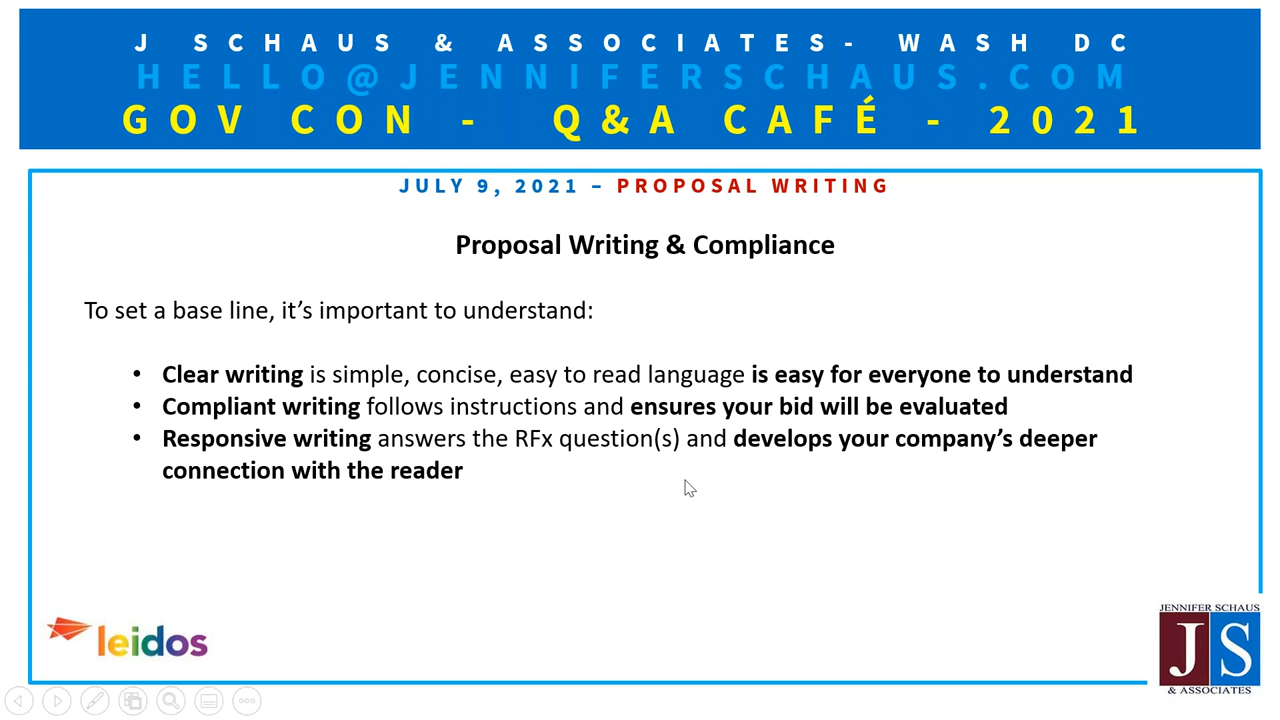 J SCHAUS & ASSOCIATES- WASH DC
HELLO@JENNIFERSCHAUS.COM
GOV CON - Q&A CAFÉ - 2021
JULY 9, 2021 – PROPOSAL WRITING
Proposal Writing & Compliance
To set a base line, it’s important to understand:
• Clear writing is simple, concise, easy to read language is easy for everyone to understand
• Compliant writing follows instructions and ensures your bid will be evaluated
• Responsive writing answers the RFx question(s) and develops your company’s deeper
connection with the reader
leidos
JENNIFER SCHAUS
JS
& ASSOCIATES